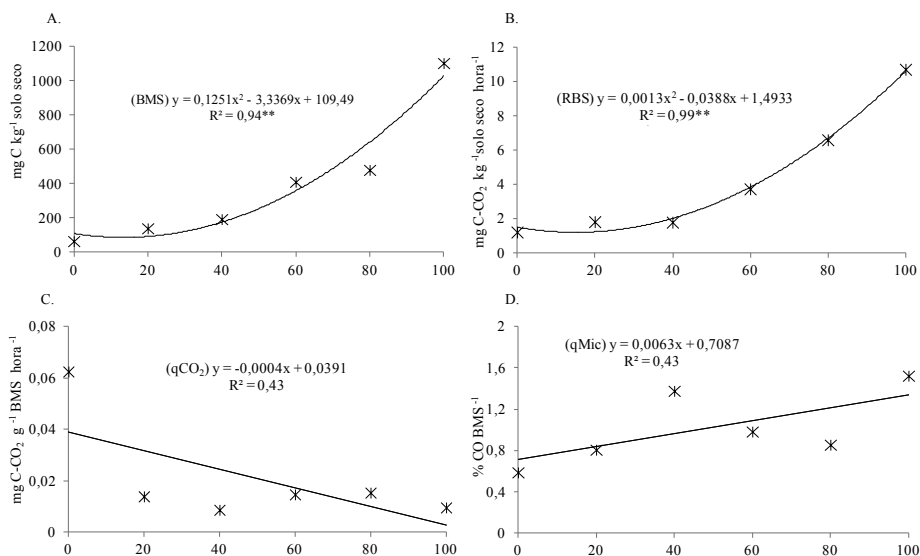 A.
mg C kg⁻¹ solo seco
1200
1000
800
600
400
200
0
(BMS) y = 0,1251x² - 3,3369x + 109,49
R² = 0,94**
0 20 40 60 80 100
B.
mg C-CO₂ kg⁻¹ solo seco hora⁻¹
12
10
8
6
4
2
0
(RBS) y = 0,0013x² - 0,0388x + 1,4933
R² = 0,99**
0 20 40 60 80 100
C.
mg C-CO₂ g⁻¹ BMS hora⁻¹
0,08
0,06
0,04
0,02
0
(qCO₂) y = -0,0004x + 0,0391
R² = 0,43
0 20 40 60 80 100
D.
% CO BMS⁻¹
2
1,6
1,2
0,8
0,4
0
(qMic) y = 0,0063x + 0,7087
R² = 0,43
0 20 40 60 80 100